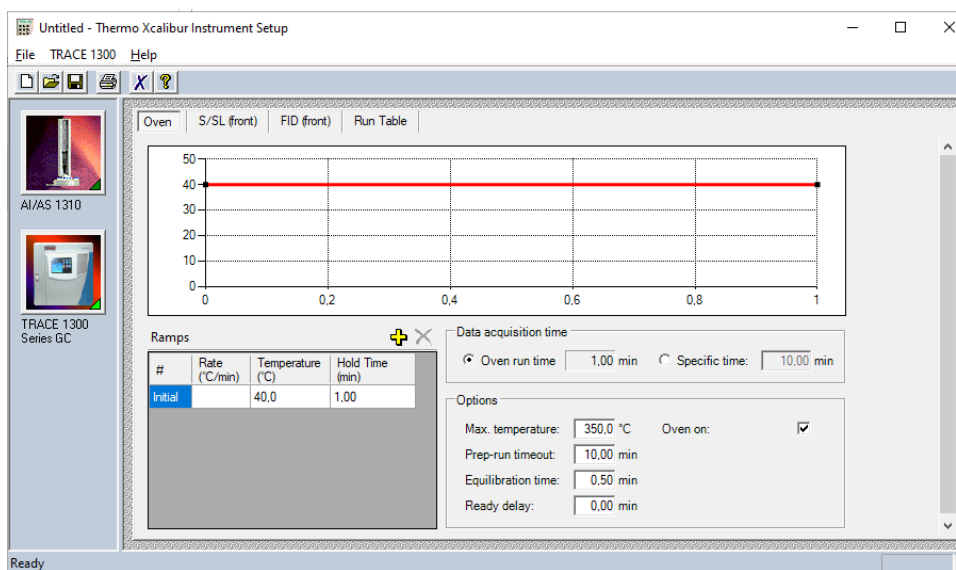 Untitled - Thermo Xcalibur Instrument Setup
File TRACE 1300 Help
Oven S/SL (front) FID (front) Run Table
AI/AS 1310
TRACE 1300
Series GC
50
40
30
20
10
0
0 0,2 0,4 0,6 0,8 1
Ramps
# Rate (°C/min) Temperature (°C) Hold Time (min)
Initial 40,0 1,00
Data acquisition time
Oven run time 1,00 min Specific time: 10,00 min
Options
Max. temperature: 350,0 °C Oven on:
Prep-run timeout: 10,00 min
Equilibration time: 0,50 min
Ready delay: 0,00 min
Ready